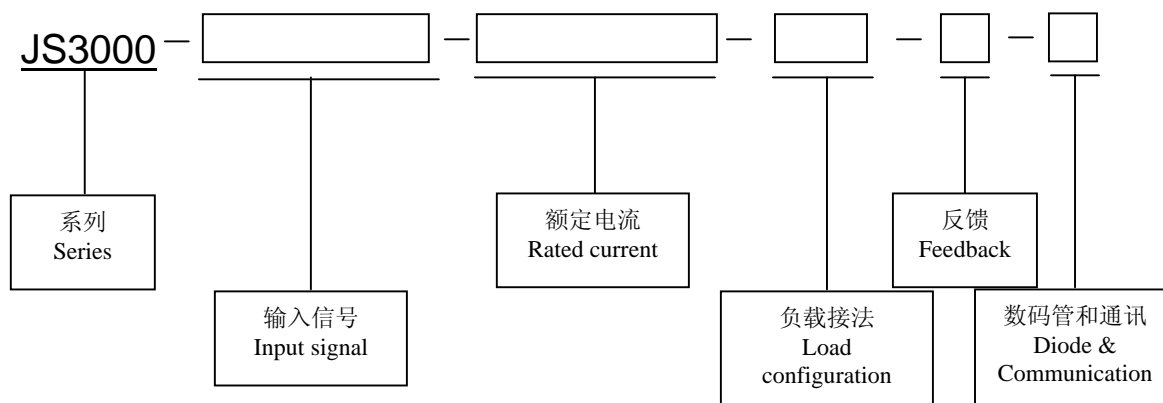 JS3000 — — — — —
系列
Series
输入信号
Input signal
额定电流
Rated current
负载接法
Load
configuration
反馈
Feedback
数码管和通讯
Diode &
Communication